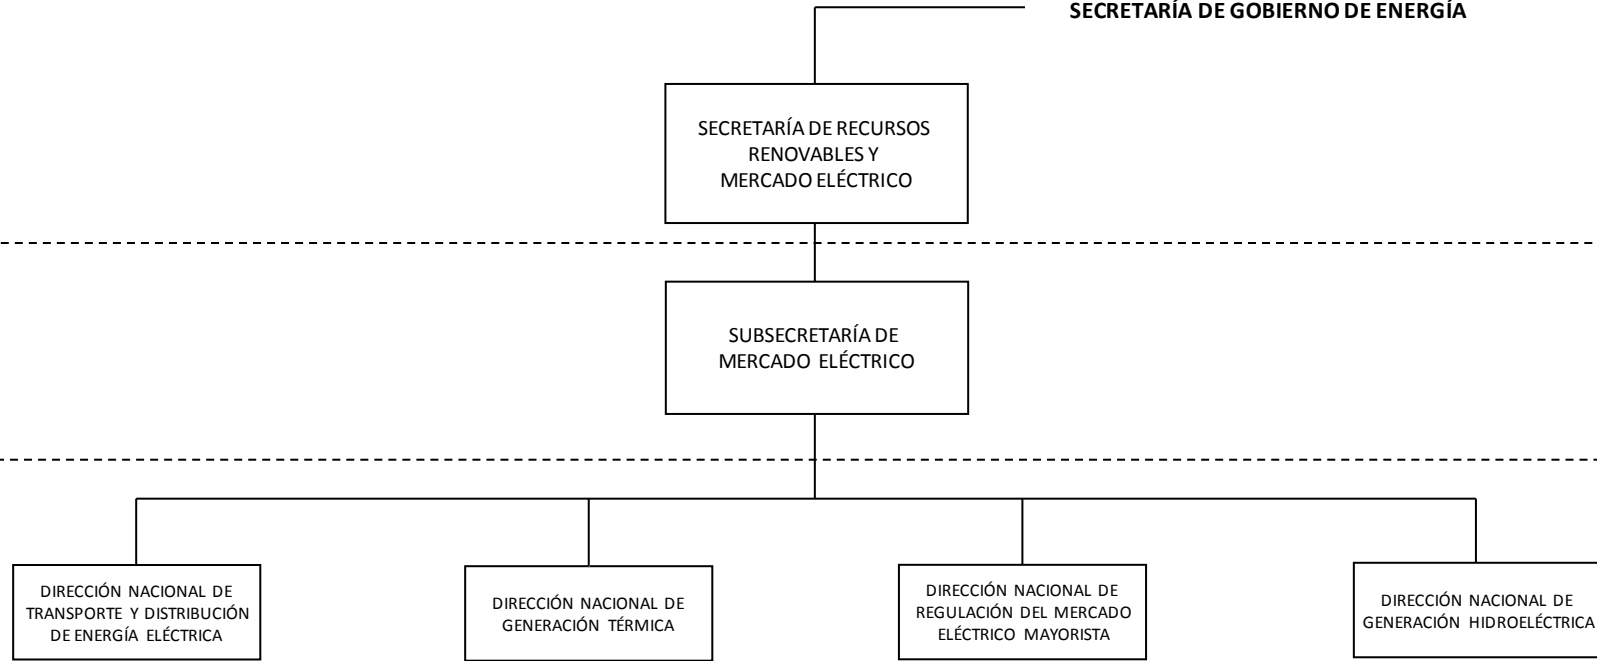 SECRETARÍA DE GOBIERNO DE ENERGÍA
SECRETARÍA DE RECURSOS
RENOVABLES Y
MERCADO ELÉCTRICO
SUBSECRETARÍA DE
MERCADO ELÉCTRICO
DIRECCIÓN NACIONAL DE
TRANSPORTE Y DISTRIBUCIÓN
DE ENERGÍA ELÉCTRICA
DIRECCIÓN NACIONAL DE
GENERACIÓN TÉRMICA
DIRECCIÓN NACIONAL DE
REGULACIÓN DEL MERCADO
ELÉCTRICO MAYORISTA
DIRECCIÓN NACIONAL DE
GENERACIÓN HIDROELÉCTRICA